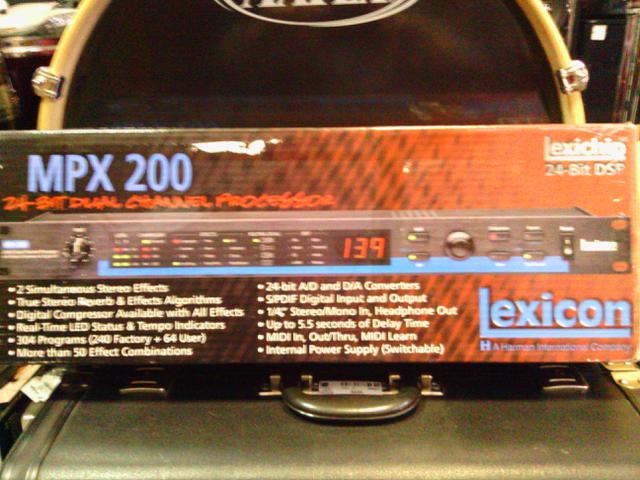 MPX 200
24-BIT DUAL CHANNEL PROCESSOR
lexichip
24-Bit DSP
139
lexicon
• 2 Simultaneous Stereo Effects
• True Stereo Reverb & Effects Algorithms
• Digital Compressor Available with All Effects
• Real-Time LED Status & Tempo Indicators
• 304 Programs (240 Factory + 64 User)
• More than 50 Effect Combinations
• 24-bit A/D and D/A Converters
• S/PDIF Digital Input and Output
• 1/4" Stereo/Mono In, Headphone Out
• Up to 5.5 seconds of Delay Time
• MIDI In, Out/Thru, MIDI Learn
• Internal Power Supply (Switchable)
lexicon
H A Harman International Company